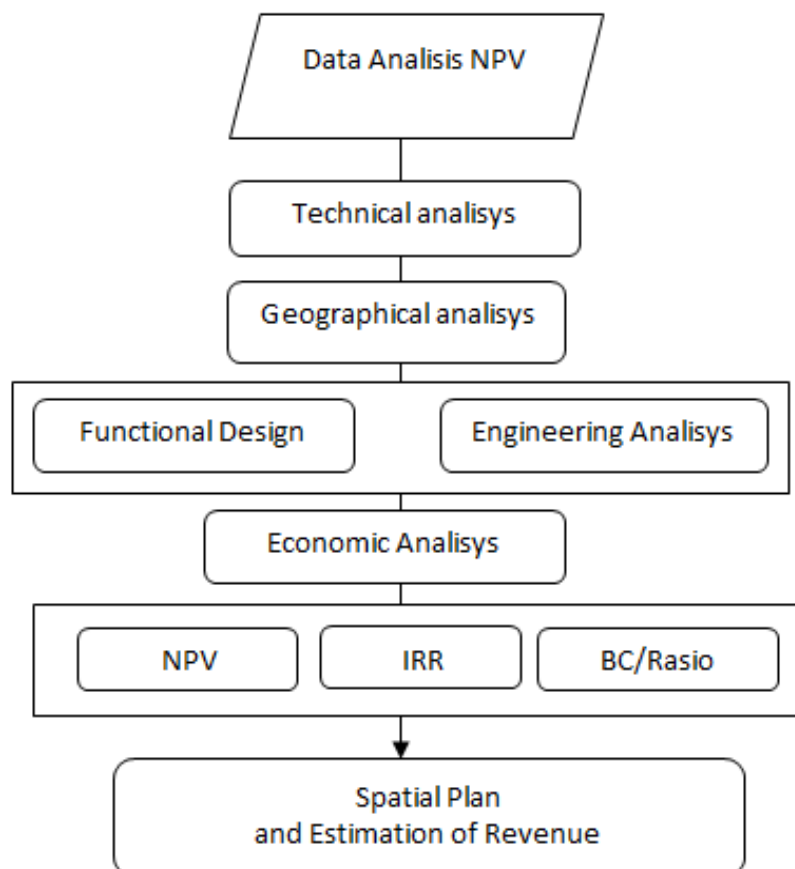 Data Analisis NPV
Technical analisys
Geographical analisys
Functional Design
Engineering Analisys
Economic Analisys
NPV
IRR
BC/Rasio
Spatial Plan
and Estimation of Revenue